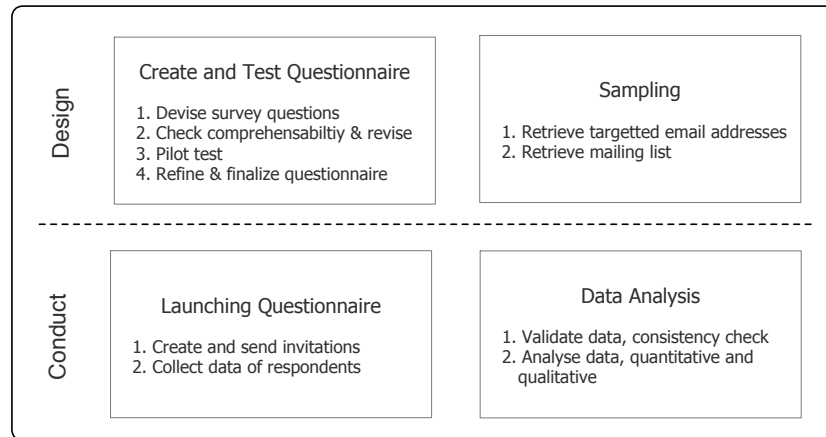 Design
Create and Test Questionnaire
1. Devise survey questions
2. Check comprehensabiltiy & revise
3. Pilot test
4. Refine & finalize questionnaire
Sampling
1. Retrieve targetted email addresses
2. Retrieve mailing list
Conduct
Launching Questionnaire
1. Create and send invitations
2. Collect data of respondents
Data Analysis
1. Validate data, consistency check
2. Analyse data, quantitative and
qualitative